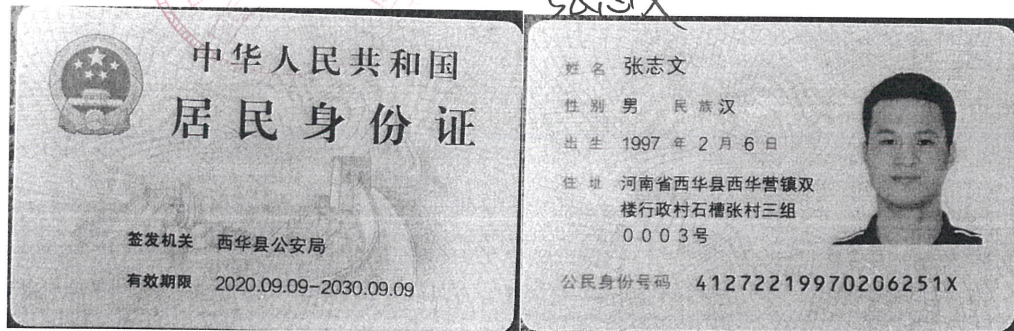 中华人民共和国
居民身份证
签发机关 西华县公安局
有效期限 2020.09.09-2030.09.09
姓名 张志文
性别 男 民族 汉
出生 1997 年 2 月 6 日
住址 河南省西华县西华营镇双
楼行政村石槽张村三组
0003号
公民身份号码 41272219970206251X